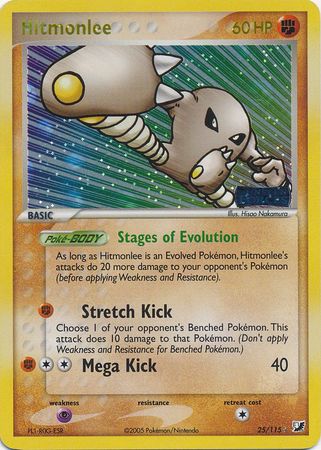 Hitmonlee
60 HP
BASIC
Illus. Hisao Nakamura
Poké-BODY Stages of Evolution
As long as Hitmonlee is an Evolved Pokémon, Hitmonlee's
attacks do 20 more damage to your opponent's Pokémon
(before applying Weakness and Resistance).
Stretch Kick
Choose 1 of your opponent's Benched Pokémon. This
attack does 10 damage to that Pokémon. (Don't apply
Weakness and Resistance for Benched Pokémon.)
Mega Kick 40
weakness resistance retreat cost
©2005 Pokémon/Nintendo
25/115